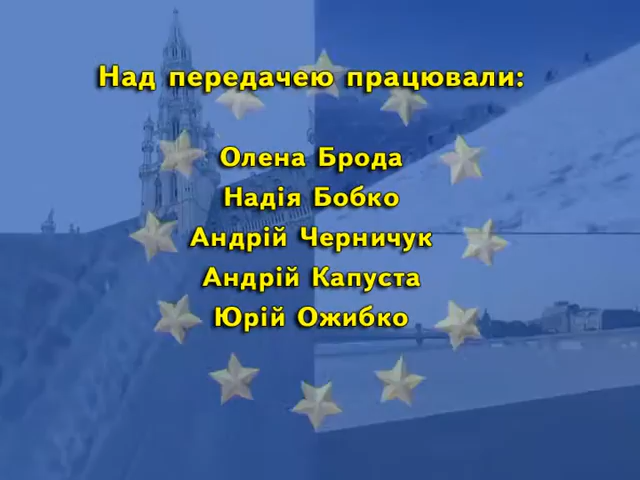 Над передачею працювали:
Олена Брода
Надія Бобко
Андрій Черничук
Андрій Капуста
Юрій Ожибко